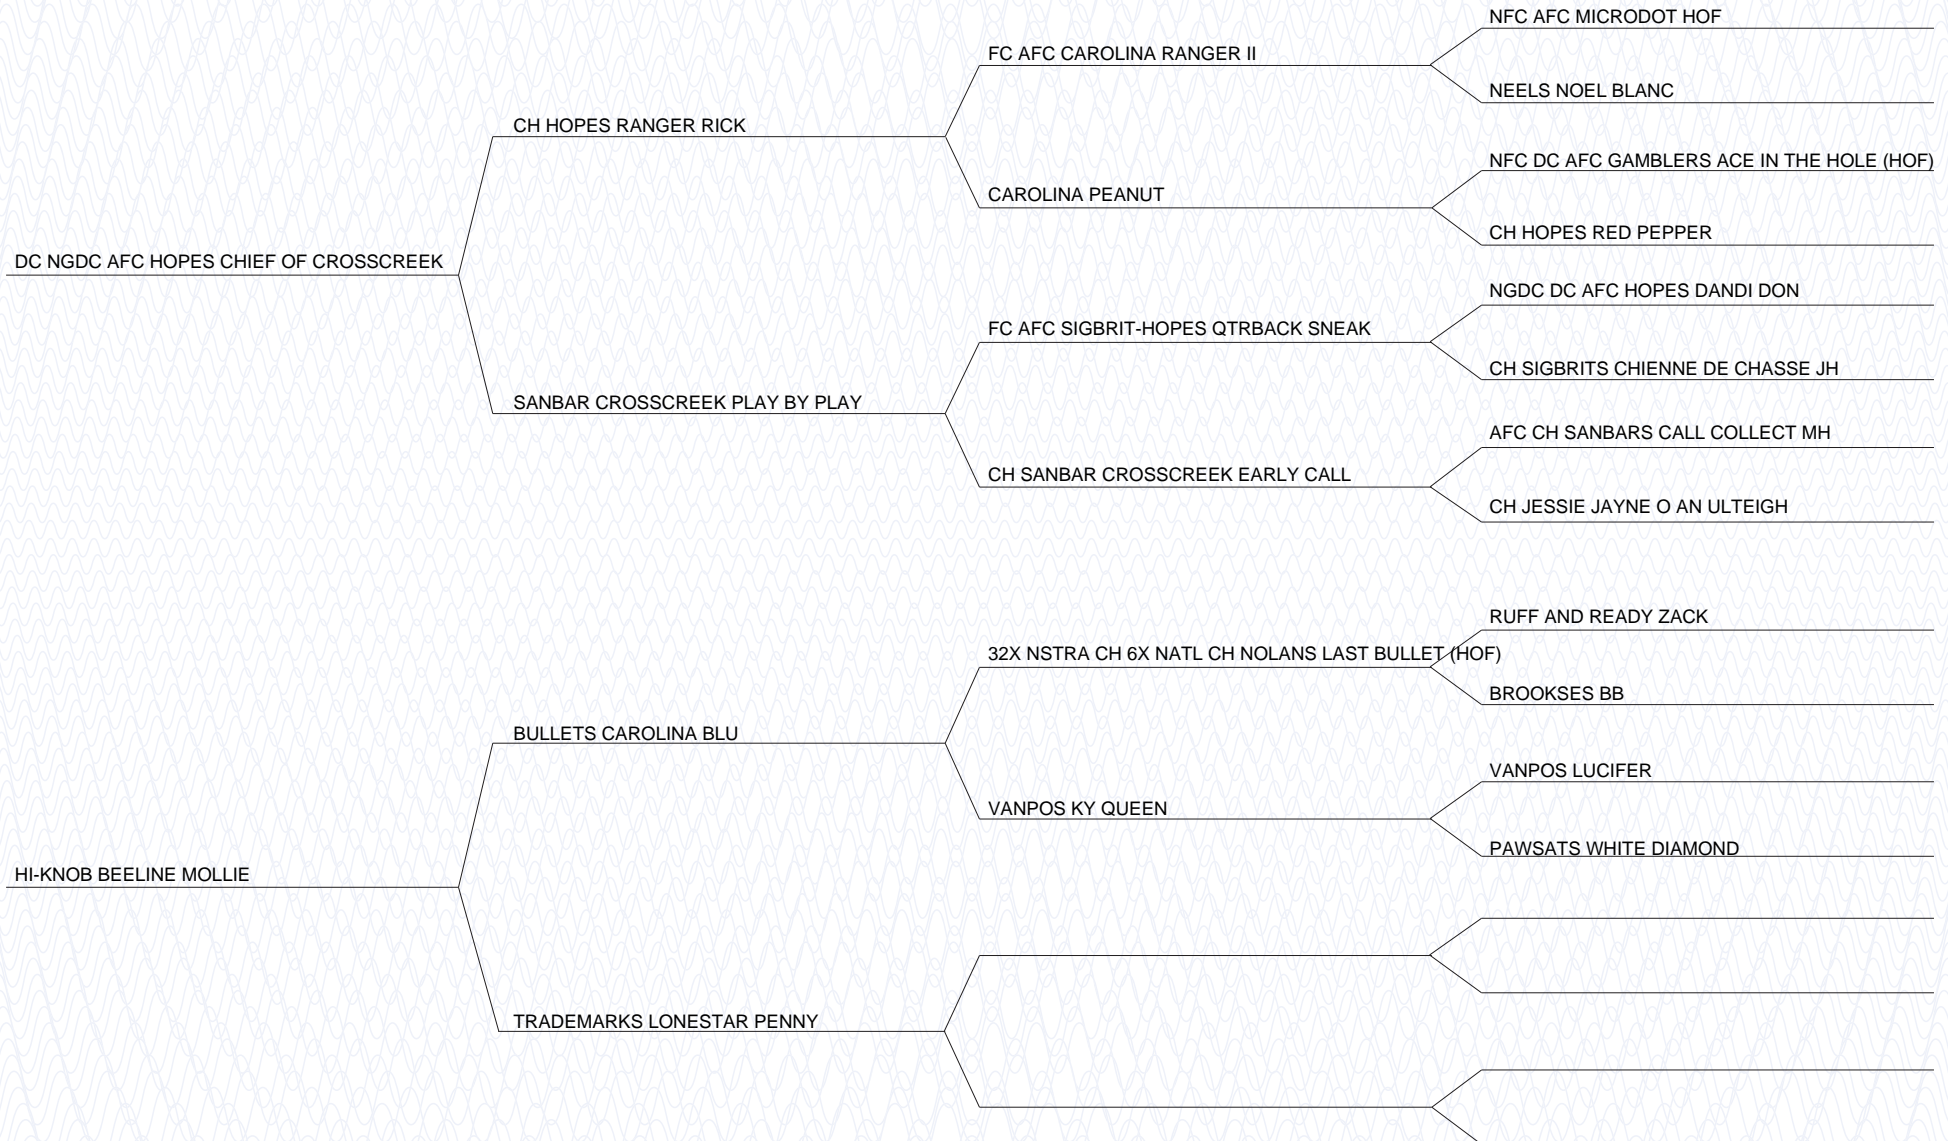 NFC AFC MICRODOT HOF
FC AFC CAROLINA RANGER II
NEELS NOEL BLANC
CH HOPES RANGER RICK
NFC DC AFC GAMBLERS ACE IN THE HOLE (HOF)
CAROLINA PEANUT
CH HOPES RED PEPPER
DC NGDC AFC HOPES CHIEF OF CROSSCREEK
NGDC DC AFC HOPES DANDI DON
FC AFC SIGBRIT-HOPES QTRBACK SNEAK
CH SIGBRITS CHIENNE DE CHASSE JH
SANBAR CROSSCREEK PLAY BY PLAY
AFC CH SANBARS CALL COLLECT MH
CH SANBAR CROSSCREEK EARLY CALL
CH JESSIE JAYNE O AN ULTEIGH
RUFF AND READY ZACK
32X NSTRA CH 6X NATL CH NOLANS LAST BULLET (HOF)
BROOKSES BB
BULLETS CAROLINA BLU
VANPOS LUCIFER
VANPOS KY QUEEN
PAWSATS WHITE DIAMOND
HI-KNOB BEELINE MOLLIE
TRADEMARKS LONESTAR PENNY